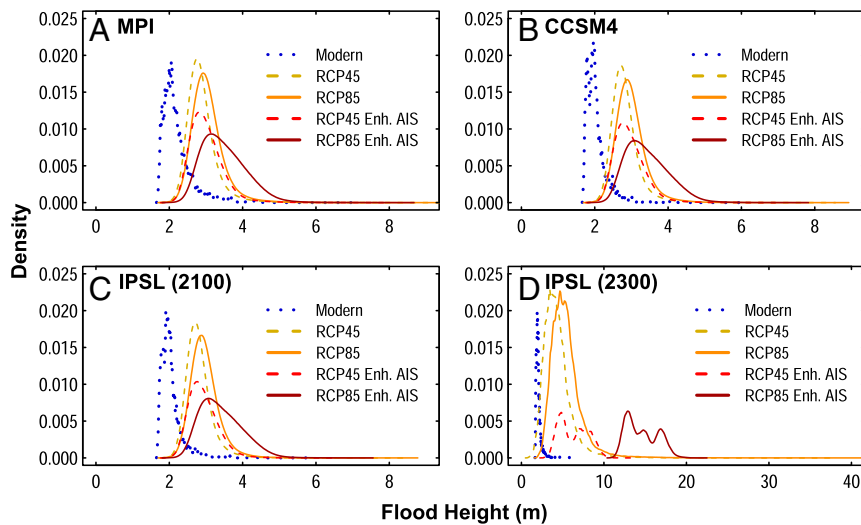 A MPI
0.025
0.020
0.015
0.010
0.005
0.000
0 2 4 6 8
Modern
RCP45
RCP85
RCP45 Enh. AIS
RCP85 Enh. AIS
B CCSM4
0.025
0.020
0.015
0.010
0.005
0.000
0 2 4 6 8
Modern
RCP45
RCP85
RCP45 Enh. AIS
RCP85 Enh. AIS
Density
C IPSL (2100)
0.025
0.020
0.015
0.010
0.005
0.000
0 2 4 6 8
Modern
RCP45
RCP85
RCP45 Enh. AIS
RCP85 Enh. AIS
D IPSL (2300)
0.025
0.020
0.015
0.010
0.005
0.000
0 10 20 30 40
Modern
RCP45
RCP85
RCP45 Enh. AIS
RCP85 Enh. AIS
Flood Height (m)